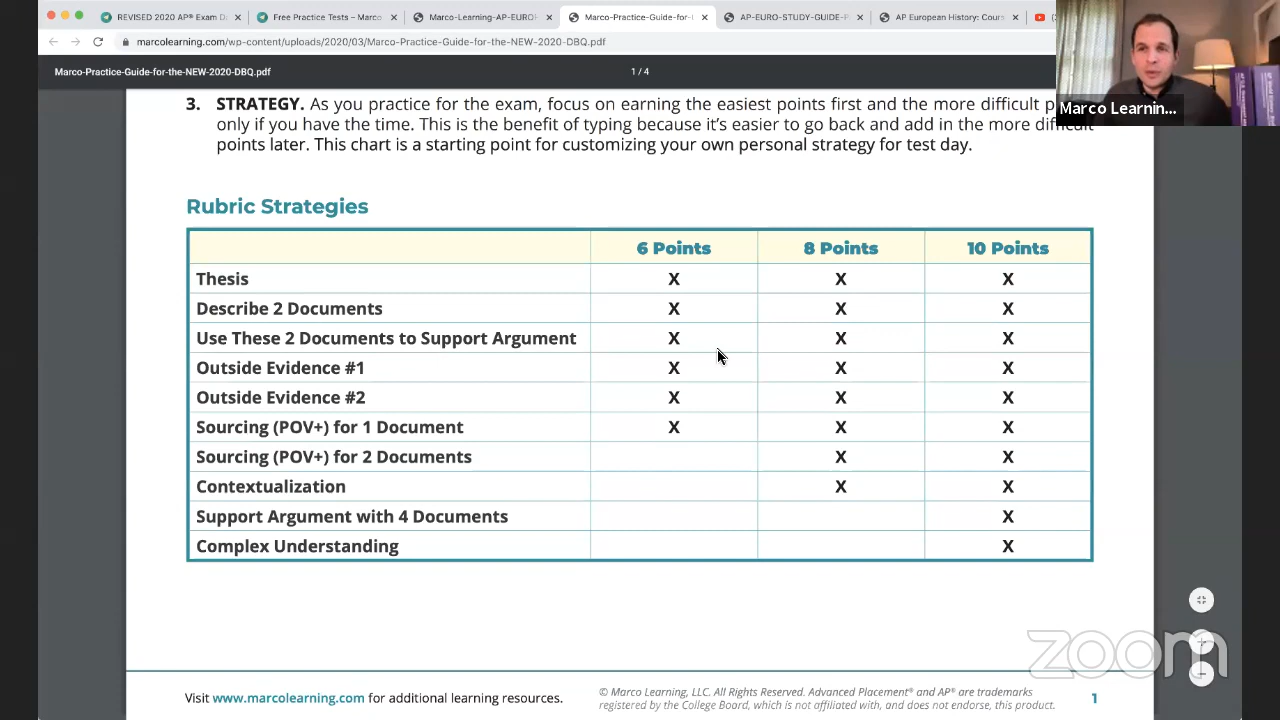 REVISED 2020 AP® Exam D
Free Practice Tests – Marco
Marco-Learning-AP-EURO
Marco-Practice-Guide-for-
AP-EURO-STUDY-GUIDE-
AP European History: Cours
marcolearning.com/wp-content/uploads/2020/03/Marco-Practice-Guide-for-the-NEW-2020-DBQ.pdf
Marco-Practice-Guide-for-the-NEW-2020-DBQ.pdf
1 / 4
Marco Learnin...
3. STRATEGY. As you practice for the exam, focus on earning the easiest points first and the more difficult p
only if you have the time. This is the benefit of typing because it's easier to go back and add in the more difficult
points later. This chart is a starting point for customizing your own personal strategy for test day.
Rubric Strategies
6 Points 8 Points 10 Points
Thesis X X X
Describe 2 Documents X X X
Use These 2 Documents to Support Argument X X X
Outside Evidence #1 X X X
Outside Evidence #2 X X X
Sourcing (POV+) for 1 Document X X X
Sourcing (POV+) for 2 Documents X X
Contextualization X X
Support Argument with 4 Documents X
Complex Understanding X
zoom
Visit www.marcolearning.com for additional learning resources.
© Marco Learning, LLC. All Rights Reserved. Advanced Placement® and AP® are trademarks
registered by the College Board, which is not affiliated with, and does not endorse, this product.
1